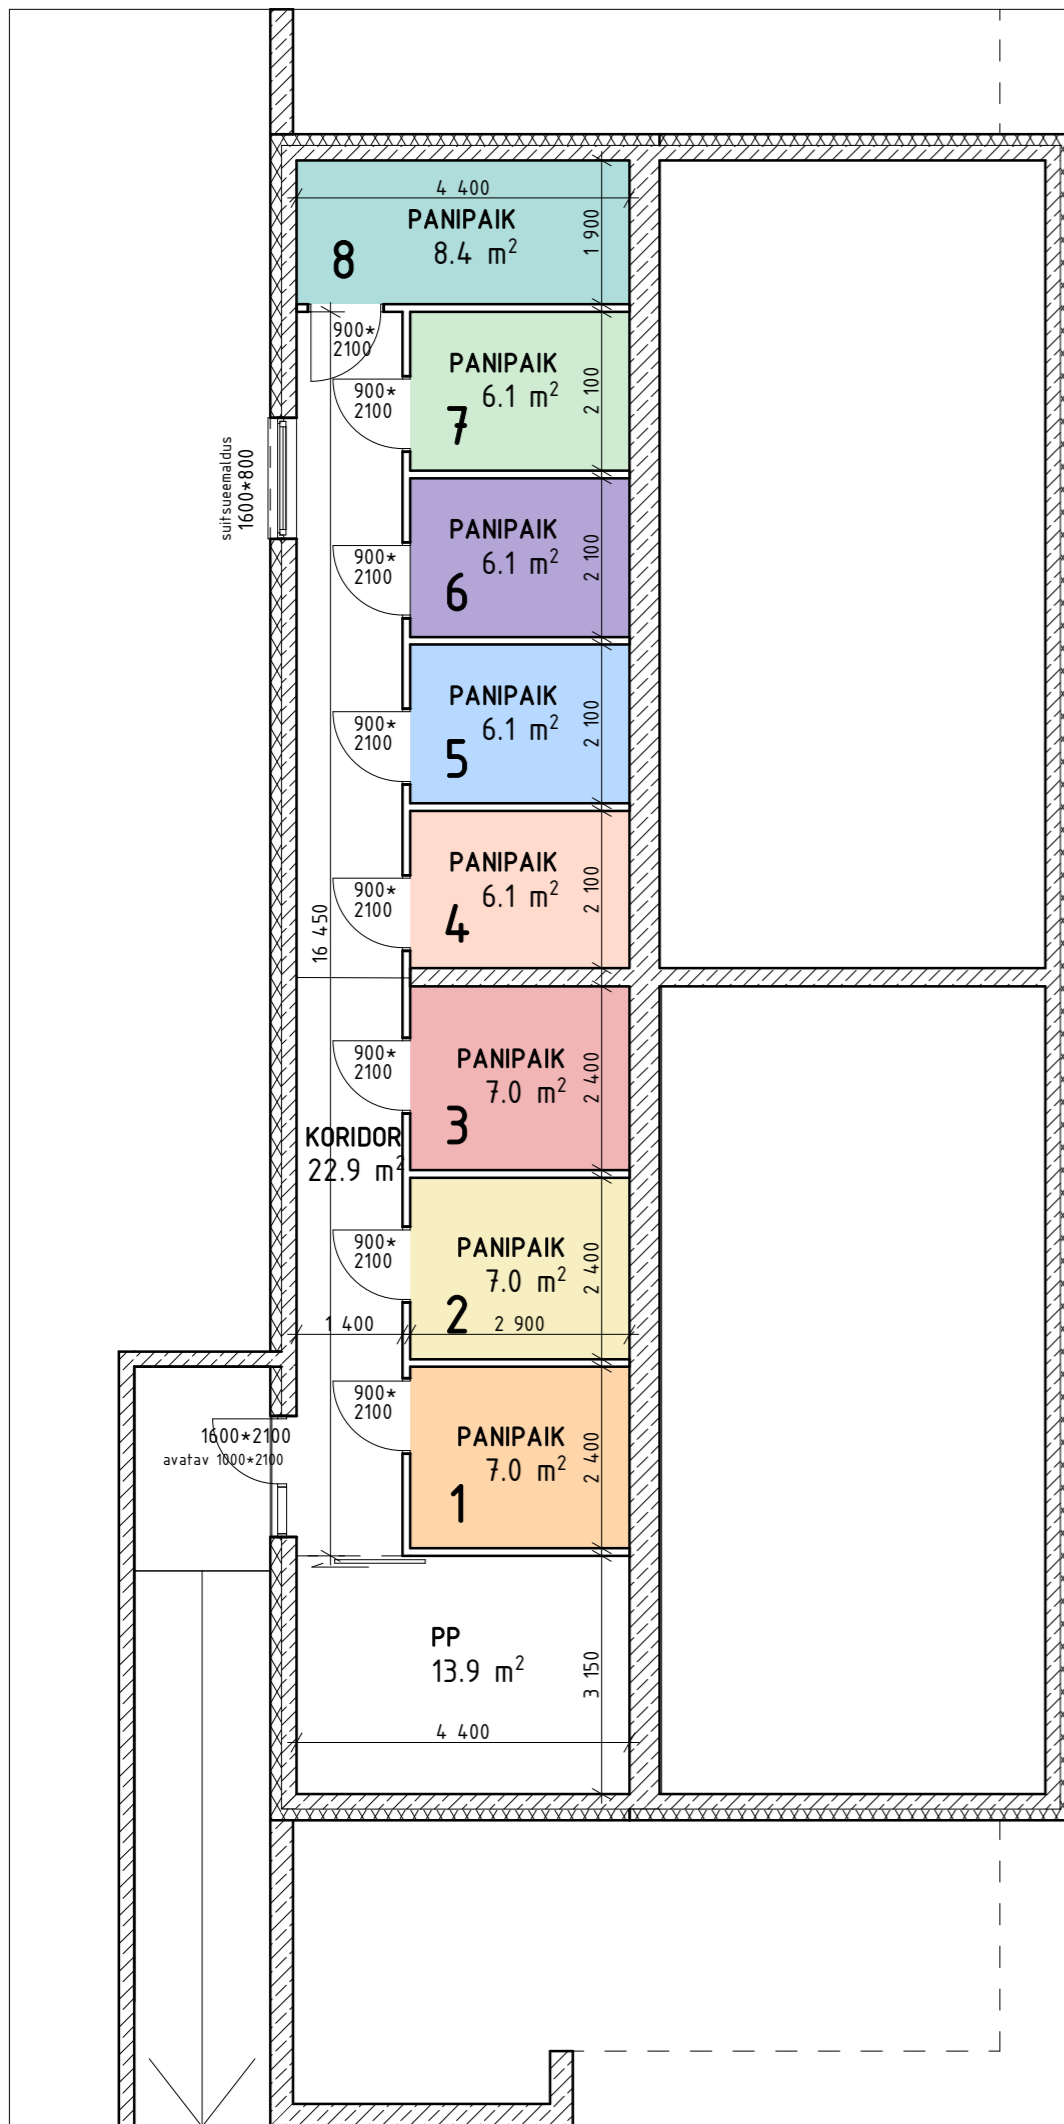 4 400
PANIPAIK
8.4 m²
8
1 900
900*
2100
PANIPAIK
6.1 m²
7
2 100
900*
2100
suitsueemaldus
1600*800
PANIPAIK
6.1 m²
6
2 100
900*
2100
PANIPAIK
6.1 m²
5
2 100
900*
2100
PANIPAIK
6.1 m²
4
2 100
900*
2100
16 450
PANIPAIK
7.0 m²
3
2 400
900*
2100
KORIDOR
22.9 m²
PANIPAIK
7.0 m²
2
2 400
900*
2100
1 400
2 900
PANIPAIK
7.0 m²
1
2 400
900*
2100
1600*2100
avatav 1000*2100
PP
13.9 m²
3 150
4 400